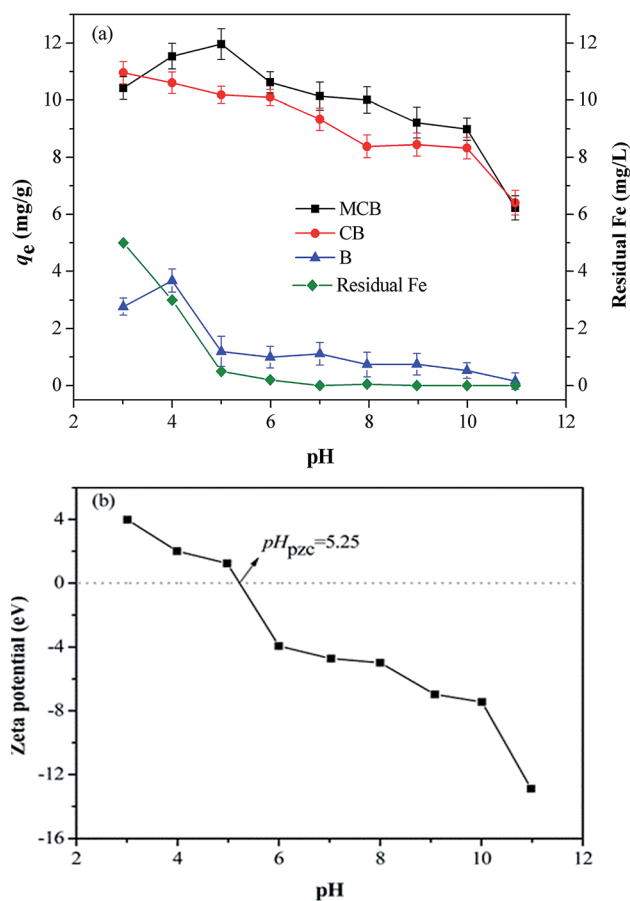 (a)
12
10
8
6
4
2
0
qe (mg/g)
12
10
8
6
4
2
0
Residual Fe (mg/L)
MCB
CB
B
Residual Fe
2
4
6
8
10
12
pH
(b)
4
0
-4
-8
-12
-16
Zeta potential (eV)
pHpzc=5.25
2
4
6
8
10
12
pH